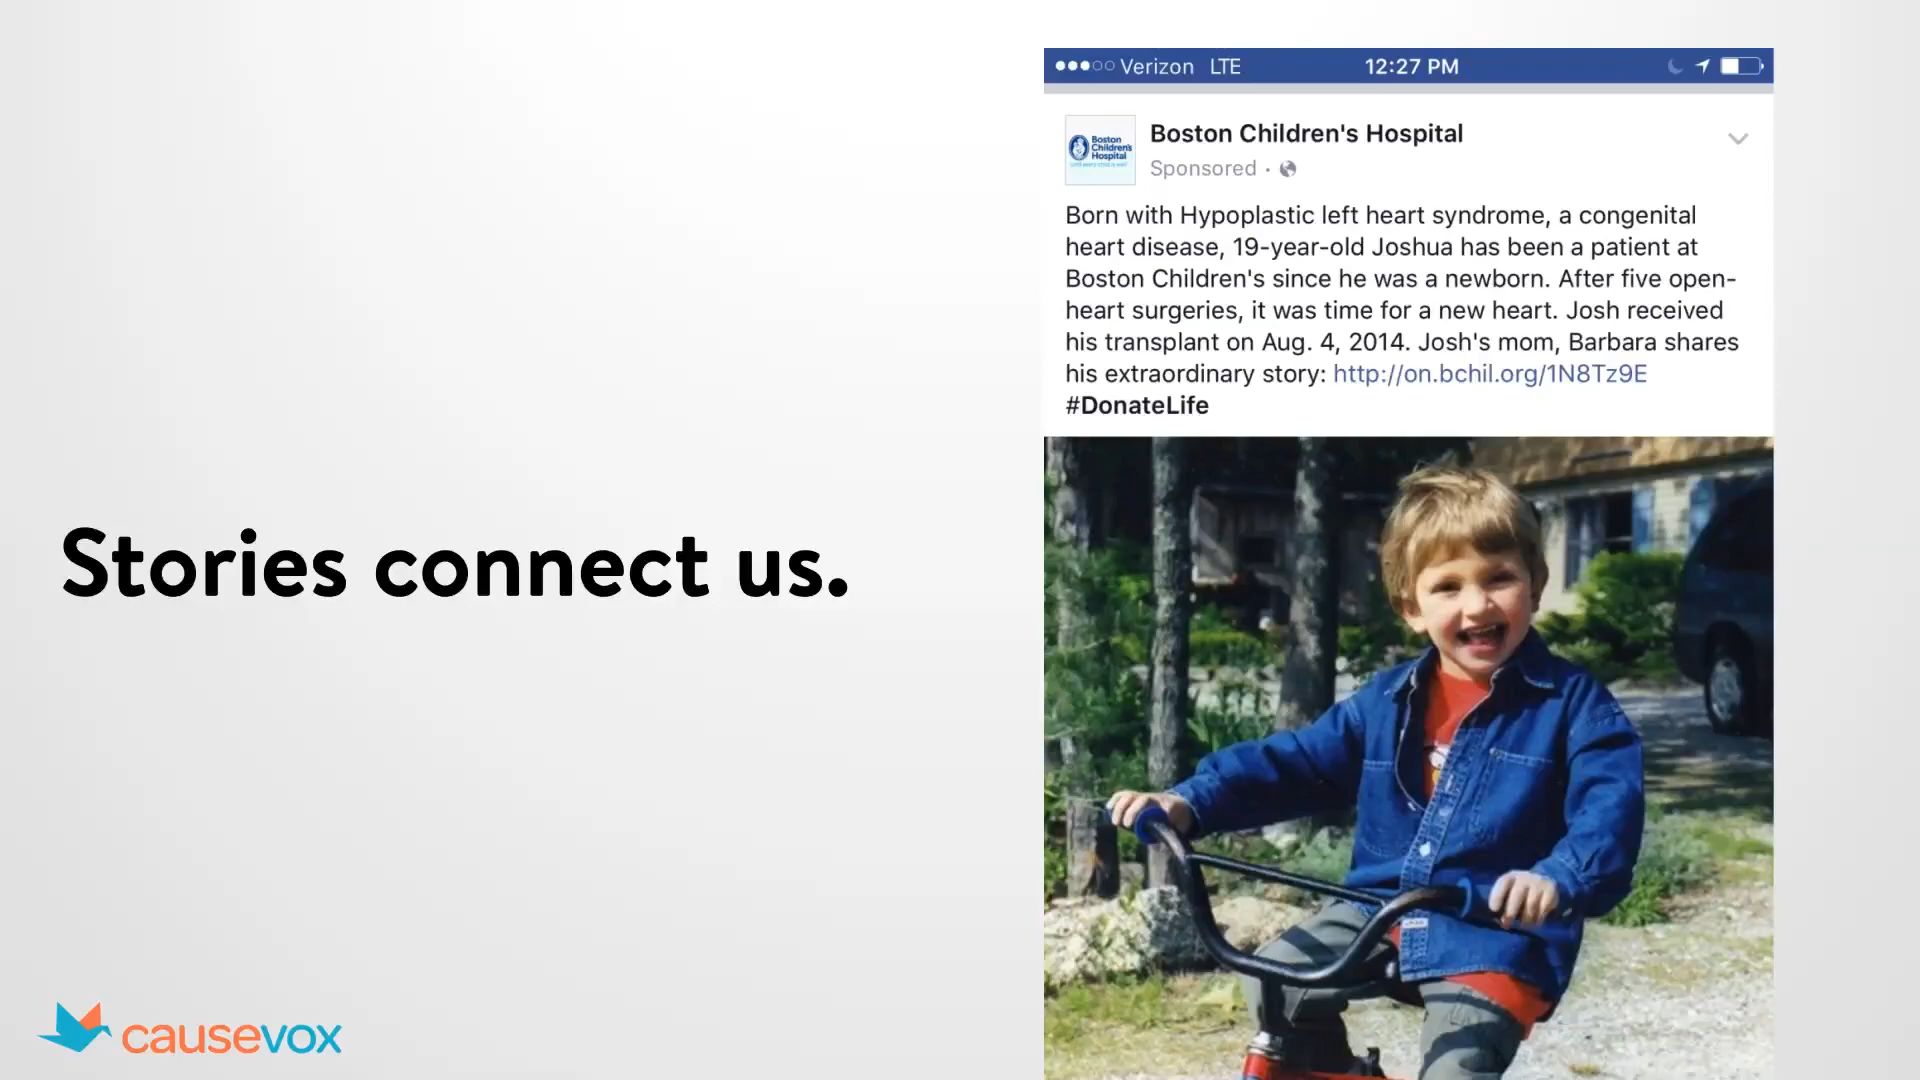 Stories connect us.
causevox
Verizon LTE
12:27 PM
Boston
Children's
Hospital
Boston Children's Hospital
Sponsored ·
Born with Hypoplastic left heart syndrome, a congenital
heart disease, 19-year-old Joshua has been a patient at
Boston Children's since he was a newborn. After five open-
heart surgeries, it was time for a new heart. Josh received
his transplant on Aug. 4, 2014. Josh's mom, Barbara shares
his extraordinary story: http://on.bchil.org/1N8Tz9E
#DonateLife